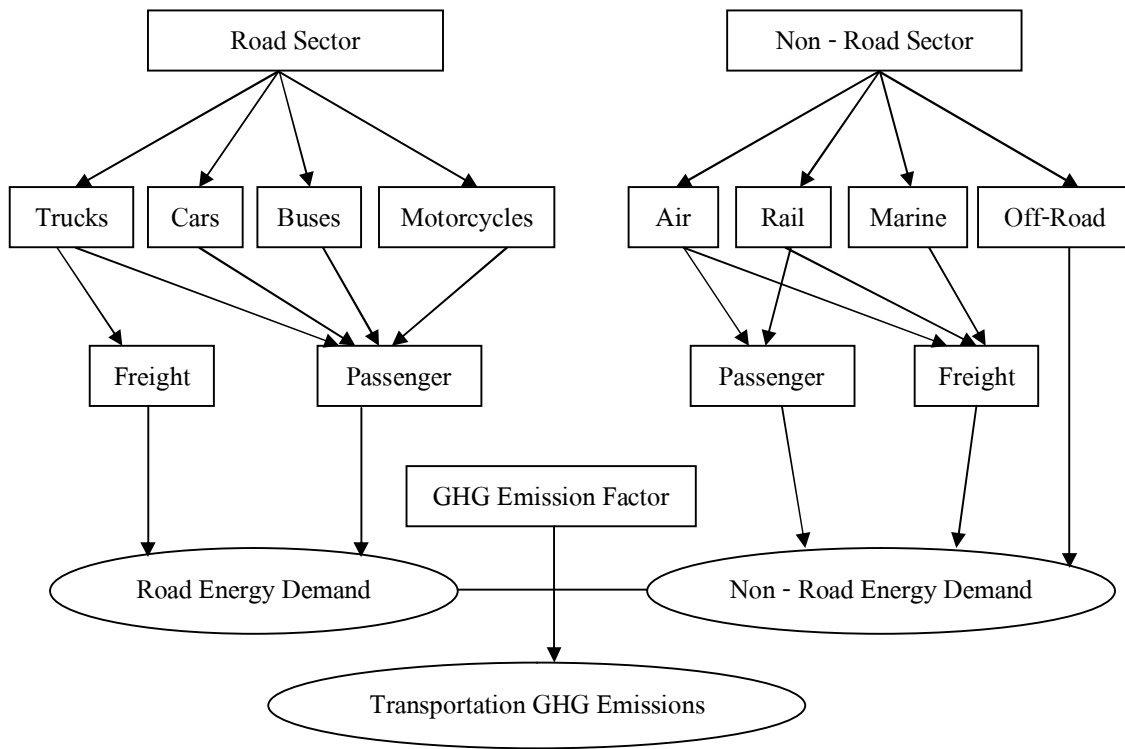 Road Sector
Non - Road Sector
Trucks
Cars
Buses
Motorcycles
Air
Rail
Marine
Off-Road
Freight
Passenger
Passenger
Freight
GHG Emission Factor
Road Energy Demand
Non - Road Energy Demand
Transportation GHG Emissions